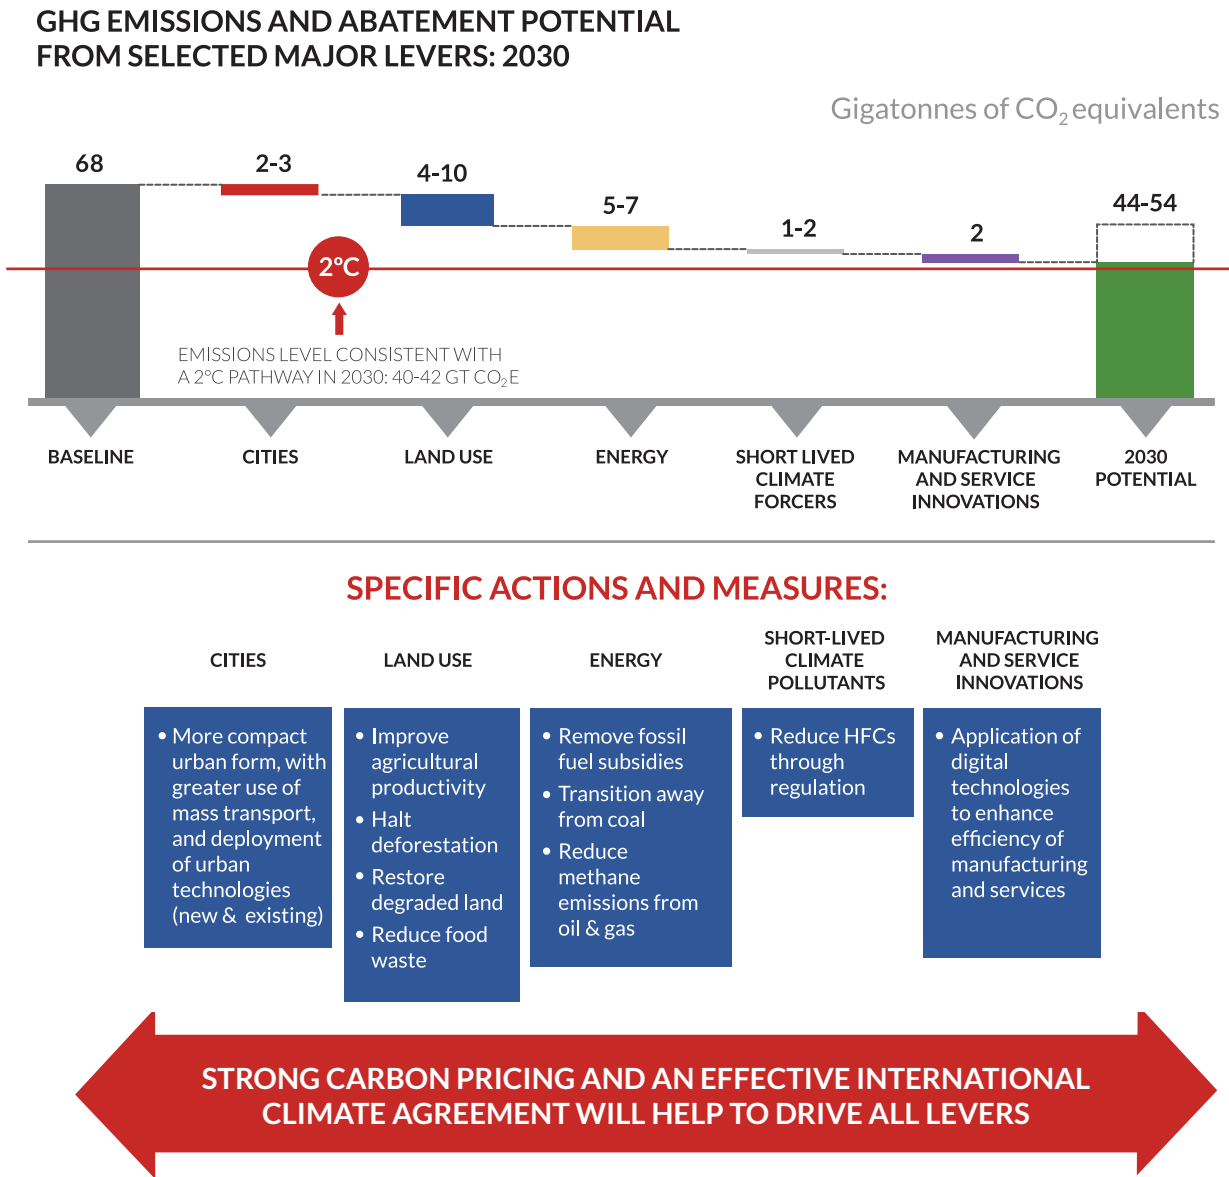 GHG EMISSIONS AND ABATEMENT POTENTIAL
FROM SELECTED MAJOR LEVERS: 2030
Gigatonnes of CO₂ equivalents
68
2-3
4-10
5-7
1-2
2
44-54
2ºC
EMISSIONS LEVEL CONSISTENT WITH
A 2ºC PATHWAY IN 2030: 40-42 GT CO₂E
BASELINE
CITIES
LAND USE
ENERGY
SHORT LIVED
CLIMATE
FORCERS
MANUFACTURING
AND SERVICE
INNOVATIONS
2030
POTENTIAL
SPECIFIC ACTIONS AND MEASURES:
CITIES
LAND USE
ENERGY
SHORT-LIVED
CLIMATE
POLLUTANTS
MANUFACTURING
AND SERVICE
INNOVATIONS
• More compact
urban form, with
greater use of
mass transport,
and deployment
of urban
technologies
(new & existing)
• Improve
agricultural
productivity
• Halt
deforestation
• Restore
degraded land
• Reduce food
waste
• Remove fossil
fuel subsidies
• Transition away
from coal
• Reduce
methane
emissions from
oil & gas
• Reduce HFCs
through
regulation
• Application of
digital
technologies
to enhance
efficiency of
manufacturing
and services
STRONG CARBON PRICING AND AN EFFECTIVE INTERNATIONAL
CLIMATE AGREEMENT WILL HELP TO DRIVE ALL LEVERS